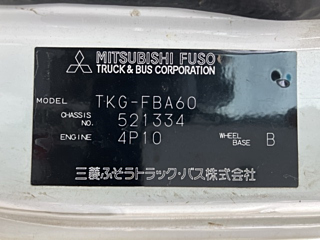 MITSUBISHI FUSO
TRUCK & BUS CORPORATION
MODEL TKG-FBA60
CHASSIS NO. 521334
ENGINE 4P10 WHEEL BASE B
三菱ふそうトラック・バス株式会社